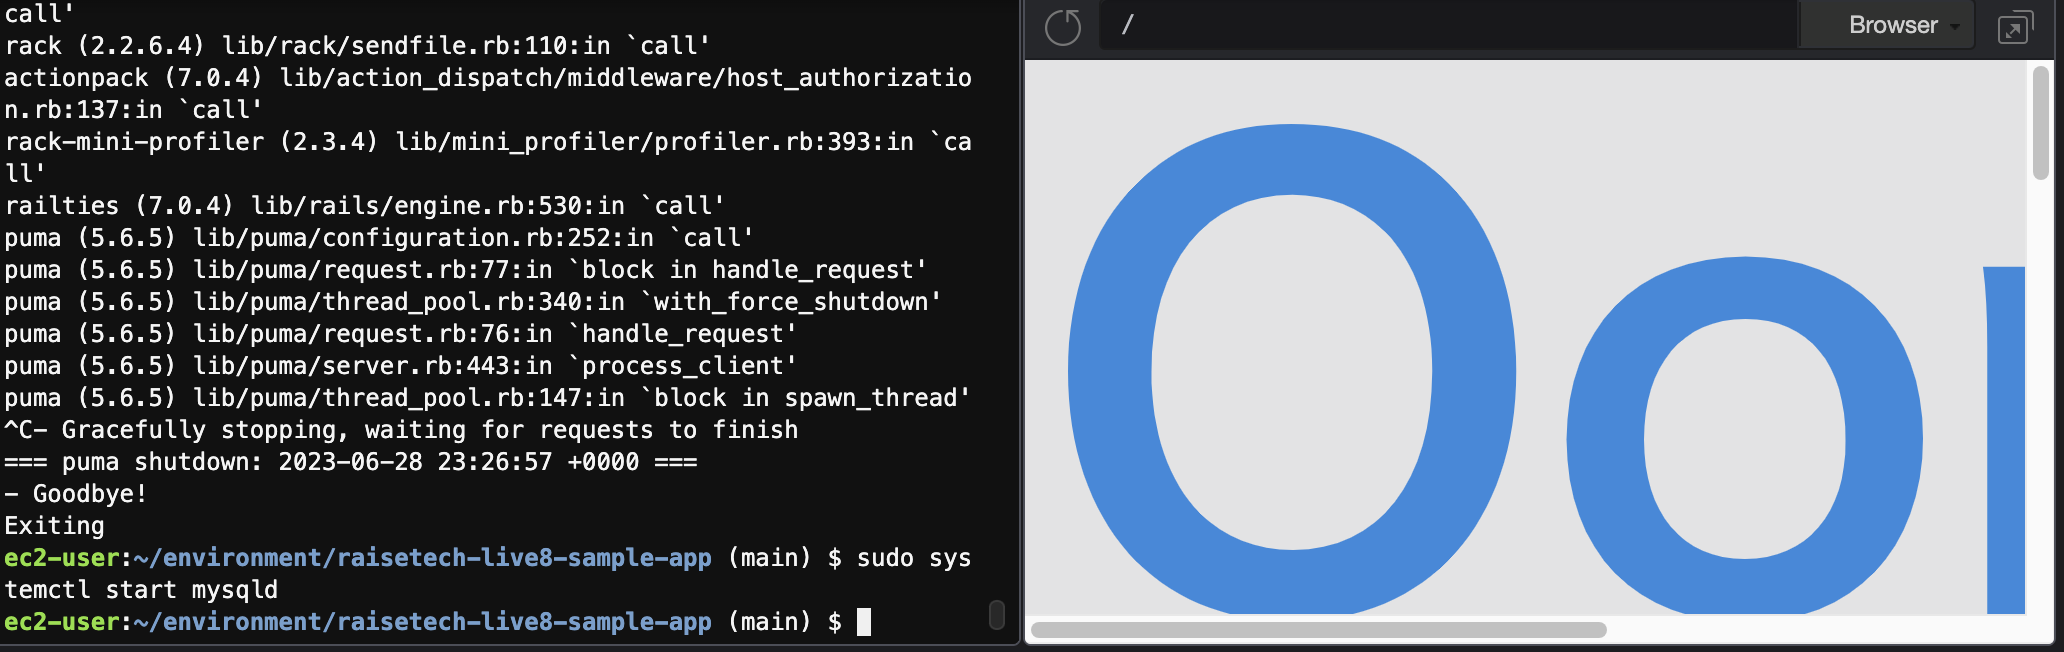 call'
rack (2.2.6.4) lib/rack/sendfile.rb:110:in `call'
actionpack (7.0.4) lib/action_dispatch/middleware/host_authorizatio
n.rb:137:in `call'
rack-mini-profiler (2.3.4) lib/mini_profiler/profiler.rb:393:in `ca
ll'
railties (7.0.4) lib/rails/engine.rb:530:in `call'
puma (5.6.5) lib/puma/configuration.rb:252:in `call'
puma (5.6.5) lib/puma/request.rb:77:in `block in handle_request'
puma (5.6.5) lib/puma/thread_pool.rb:340:in `with_force_shutdown'
puma (5.6.5) lib/puma/request.rb:76:in `handle_request'
puma (5.6.5) lib/puma/server.rb:443:in `process_client'
puma (5.6.5) lib/puma/thread_pool.rb:147:in `block in spawn_thread'
^C- Gracefully stopping, waiting for requests to finish
=== puma shutdown: 2023-06-28 23:26:57 +0000 ===
- Goodbye!
Exiting
ec2-user:~/environment/raisetech-live8-sample-app (main) $ sudo sys
temctl start mysqld
ec2-user:~/environment/raisetech-live8-sample-app (main) $
/
Browser
Oo